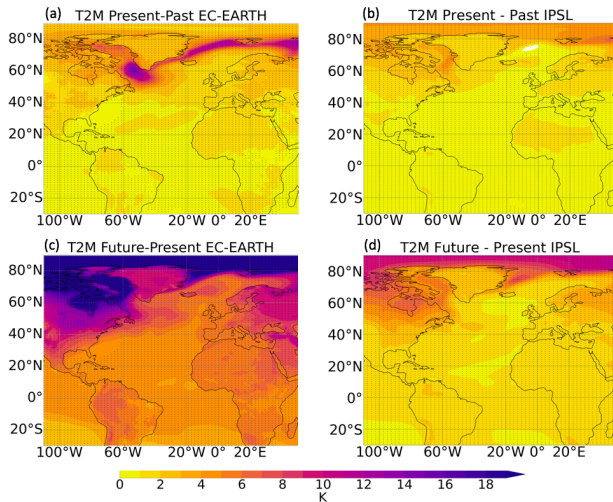 (a) T2M Present-Past EC-EARTH
(b) T2M Present - Past IPSL
80°N
60°N
40°N
20°N
0°
20°S
100°W 60°W 20°W 0° 20°E
80°N
60°N
40°N
20°N
0°
20°S
100°W 60°W 20°W 0° 20°E
(c) T2M Future-Present EC-EARTH
(d) T2M Future - Present IPSL
80°N
60°N
40°N
20°N
0°
20°S
100°W 60°W 20°W 0° 20°E
80°N
60°N
40°N
20°N
0°
20°S
100°W 60°W 20°W 0° 20°E
0 2 4 6 8 10 12 14 16 18
K